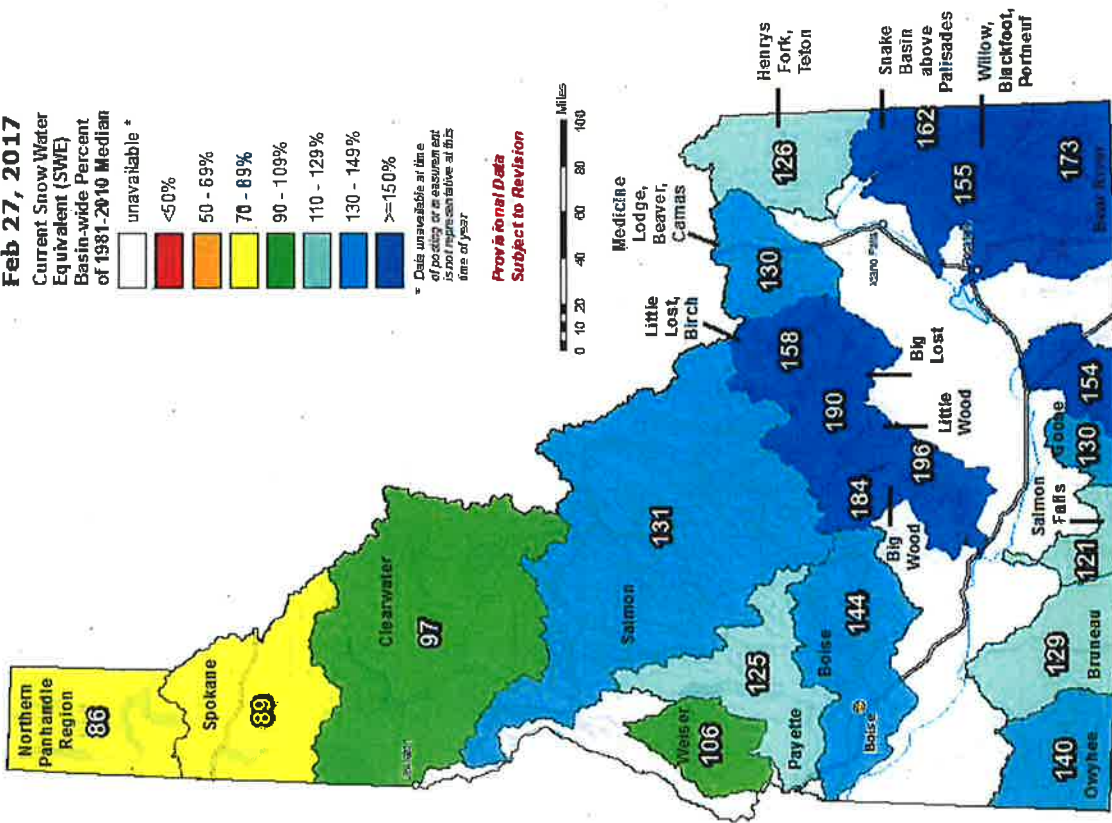 Feb 27, 2017
Current Snow Water
Equivalent (SWE)
Basin-wide Percent
of 1981-2010 Median
unavailable *
<50%
50 - 69%
70 - 89%
90 - 109%
110 - 129%
130 - 149%
>=150%
* Data unavailable at time
of posting or measurement
is not representative at this
time of year
Provisional Data
Subject to Revision
Miles
0 10 20 40 60 80 100
Northern
Panhandle
Region
86
Spokane
89
Clearwater
97
Salmon
131
Weiser
106
Payette
125
Boise
144
Boise
Big
Wood
184
Little
Wood
196
Big
Lost
190
Little
Lost,
Birch
158
Medicine
Lodge,
Beaver,
Camas
130
Henrys
Fork,
Teton
126
Snake
Basin
above
Palisades
162
Willow,
Blackfoot,
Portneuf
155
Bear River
173
154
Goose
130
Salmon
Falls
121
Bruneau
129
Owyhee
140